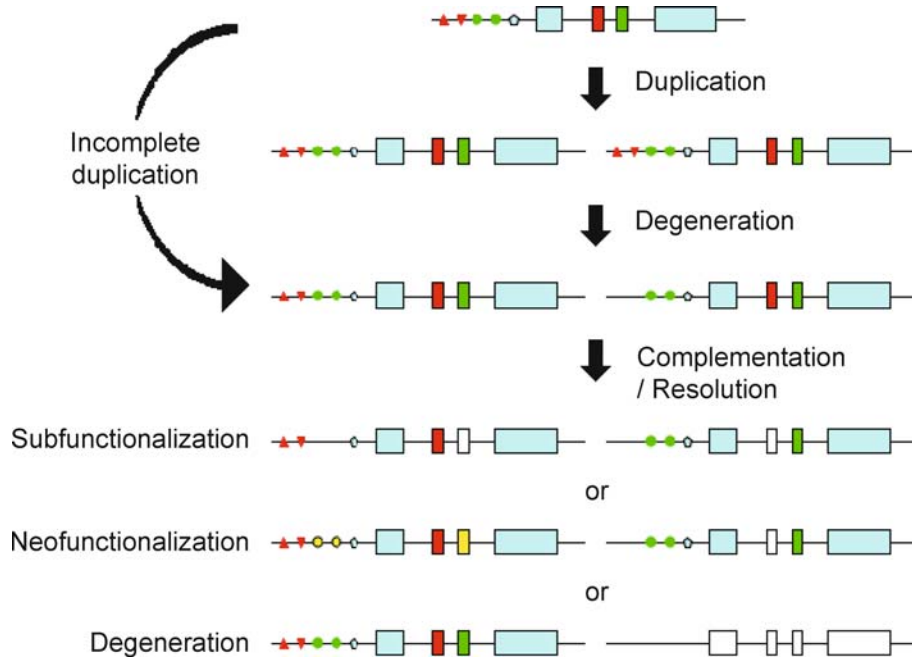 Duplication
Incomplete
duplication
Degeneration
Complementation
/ Resolution
Subfunctionalization
or
Neofunctionalization
or
Degeneration